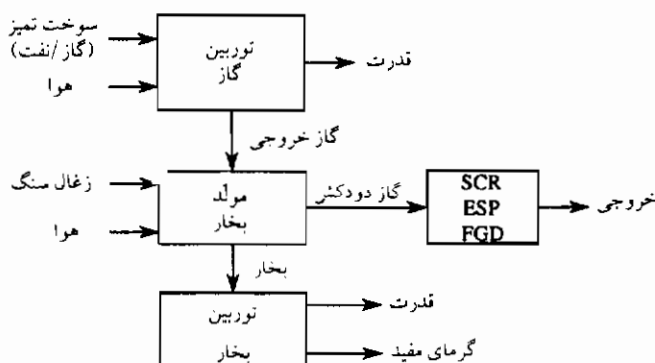 سوخت تمیز
(گاز/نفت)
هوا
توربین
گاز
قدرت
گاز خروجی
زغال سنگ
هوا
مولد
بخار
گاز دودکش
SCR
ESP
FGD
خروجی
بخار
توربین
بخار
قدرت
گرمای مفید